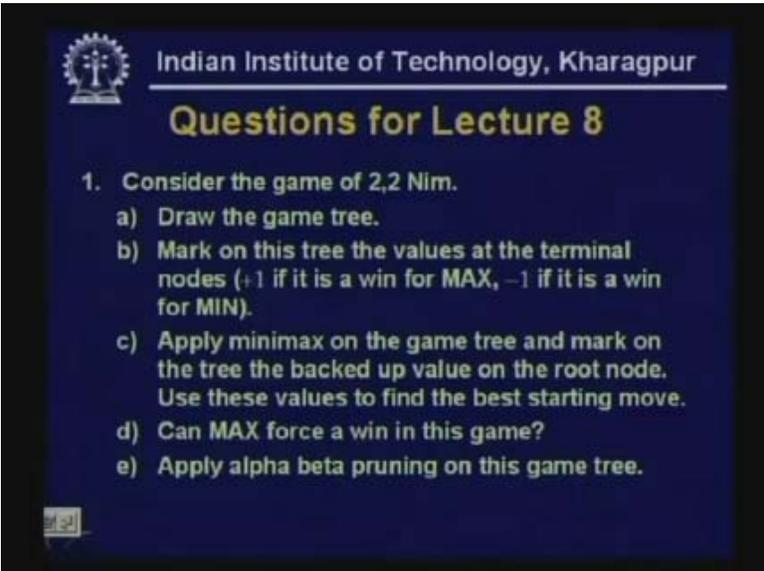 Indian Institute of Technology, Kharagpur
Questions for Lecture 8
1. Consider the game of 2,2 Nim.
a) Draw the game tree.
b) Mark on this tree the values at the terminal
nodes (+1 if it is a win for MAX, –1 if it is a win
for MIN).
c) Apply minimax on the game tree and mark on
the tree the backed up value on the root node.
Use these values to find the best starting move.
d) Can MAX force a win in this game?
e) Apply alpha beta pruning on this game tree.